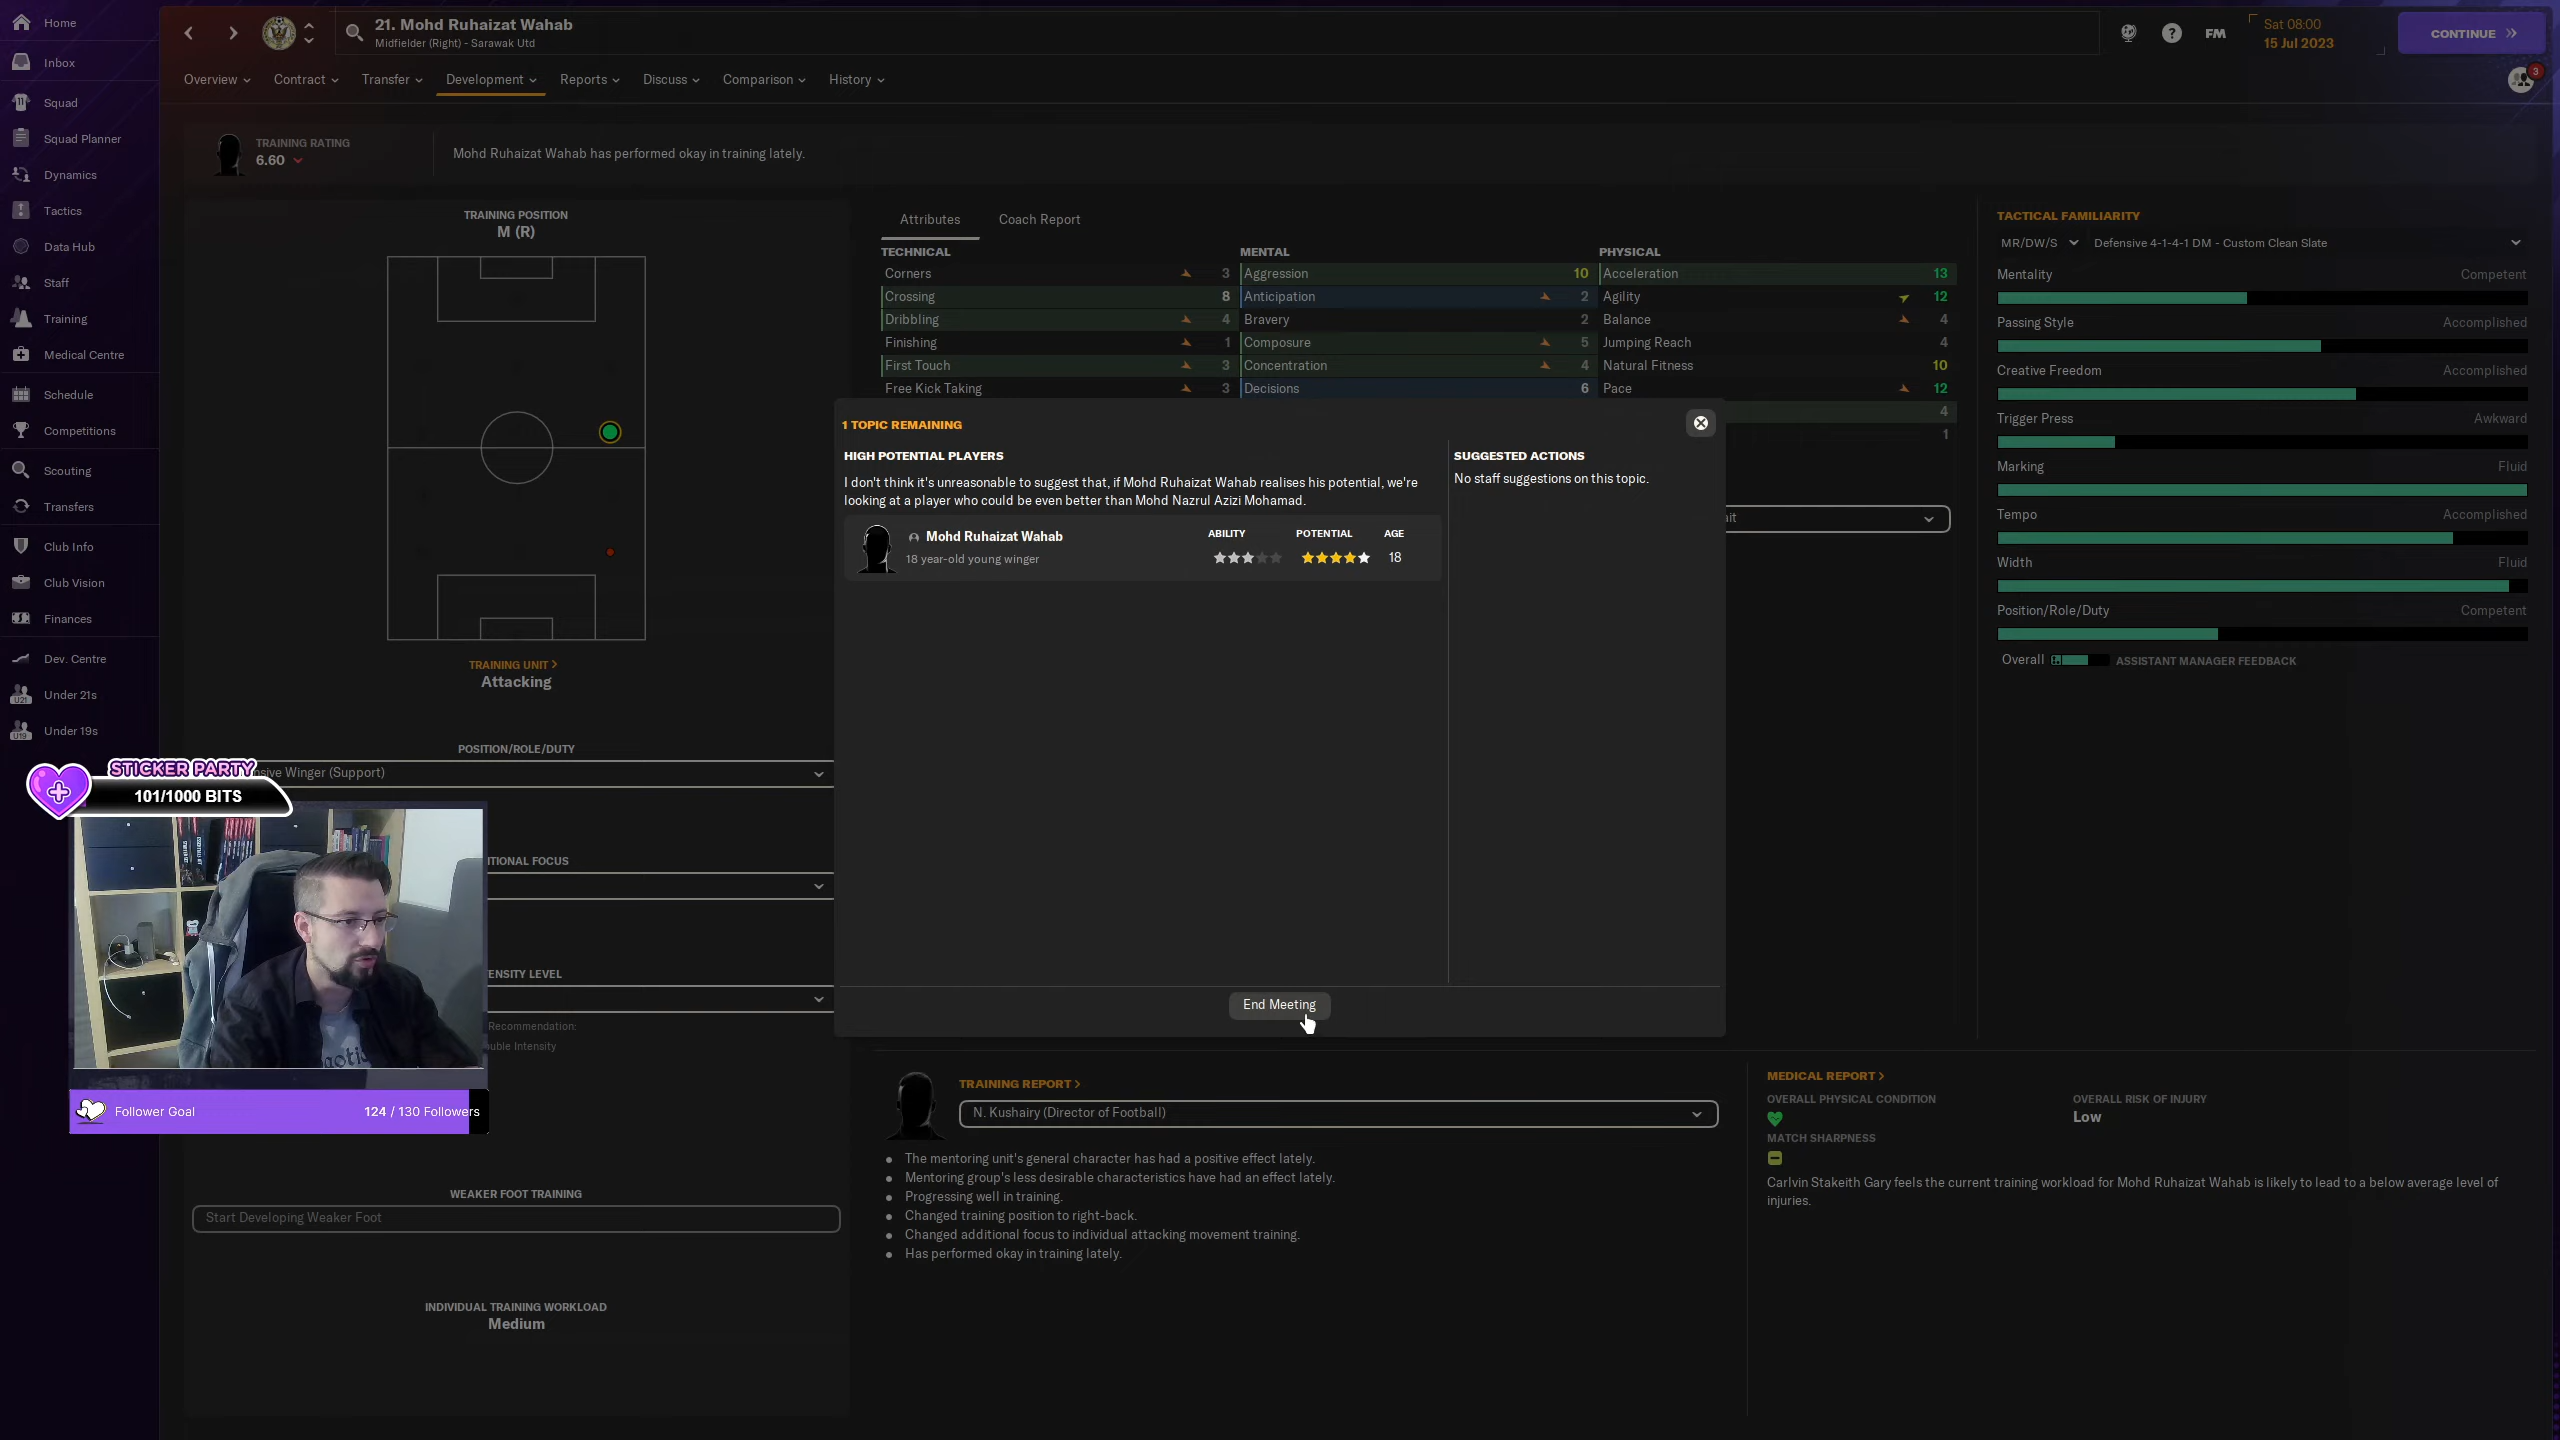 Home
Inbox
Squad
Squad Planner
Dynamics
Tactics
Data Hub
Staff
Training
Medical Centre
Schedule
Competitions
Scouting
Transfers
Club Info
Club Vision
Finances
Dev. Centre
Under 21s
Under 19s
21. Mohd Ruhaizat Wahab
Midfielder (Right) - Sarawak Utd
FM
Sat 08:00
15 Jul 2023
CONTINUE
3
Overview
Contract
Transfer
Development
Reports
Discuss
Comparison
History
TRAINING RATING
6.60
Mohd Ruhaizat Wahab has performed okay in training lately.
TRAINING POSITION
M (R)
TRAINING UNIT >
Attacking
POSITION/ROLE/DUTY
nsive Winger (Support)
ITIONAL FOCUS
ENSITY LEVEL
Recommendation:
uble Intensity
WEAKER FOOT TRAINING
Start Developing Weaker Foot
INDIVIDUAL TRAINING WORKLOAD
Medium
Attributes
Coach Report
TECHNICAL
Corners 3
Crossing 8
Dribbling 4
Finishing 1
First Touch 3
Free Kick Taking 3
MENTAL
Aggression 10
Anticipation 2
Bravery 2
Composure 5
Concentration 4
Decisions 6
PHYSICAL
Acceleration 13
Agility 12
Balance 4
Jumping Reach 4
Natural Fitness 10
Pace 12
4
1
1 TOPIC REMAINING
HIGH POTENTIAL PLAYERS
I don't think it's unreasonable to suggest that, if Mohd Ruhaizat Wahab realises his potential, we're
looking at a player who could be even better than Mohd Nazrul Azizi Mohamad.
Mohd Ruhaizat Wahab
18 year-old young winger
ABILITY
POTENTIAL
AGE
18
SUGGESTED ACTIONS
No staff suggestions on this topic.
End Meeting
TACTICAL FAMILIARITY
MR/DW/S
Defensive 4-1-4-1 DM - Custom Clean Slate
Mentality Competent
Passing Style Accomplished
Creative Freedom Accomplished
Trigger Press Awkward
Marking Fluid
Tempo Accomplished
Width Fluid
Position/Role/Duty Competent
Overall
ASSISTANT MANAGER FEEDBACK
TRAINING REPORT >
N. Kushairy (Director of Football)
The mentoring unit's general character has had a positive effect lately.
Mentoring group's less desirable characteristics have had an effect lately.
Progressing well in training.
Changed training position to right-back.
Changed additional focus to individual attacking movement training.
Has performed okay in training lately.
MEDICAL REPORT >
OVERALL PHYSICAL CONDITION
MATCH SHARPNESS
OVERALL RISK OF INJURY
Low
Carlvin Stakeith Gary feels the current training workload for Mohd Ruhaizat Wahab is likely to lead to a below average level of
injuries.
STICKER PARTY
101/1000 BITS
Follower Goal
124 / 130 Followers